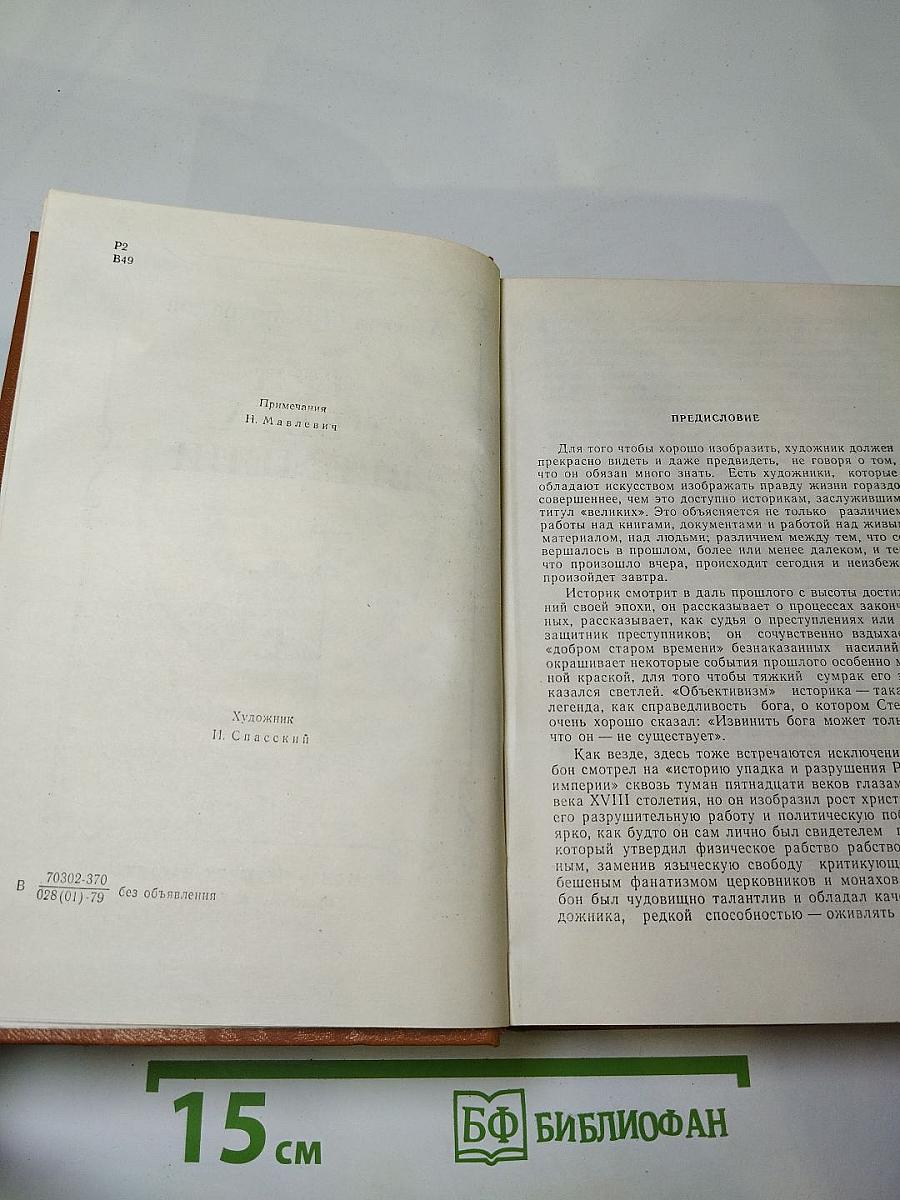 Р2
В49
Примечания
Н. Мавлевич
Художник
И. Спасский
В 70302-370
028(01)-79 без объявления
ПРЕДИСЛОВИЕ
Для того чтобы хорошо изобразить, художник должен
прекрасно видеть и даже предвидеть, не говоря о том,
что он обязан много знать. Есть художники, которые
обладают искусством изображать правду жизни гораздо
совершеннее, чем это доступно историкам, заслужившим
титул «великих». Это объясняется не только различием
работы над книгами, документами и работой над живым
материалом, над людьми; различием между тем, что со
вершалось в прошлом, более или менее далеком, и те
что произошло вчера, происходит сегодня и неизбеж
произойдет завтра.
Историк смотрит в даль прошлого с высоты дости
ний своей эпохи, он рассказывает о процессах законч
ных, рассказывает, как судья о преступлениях или
защитник преступников; он сочувственно вздыха
«добром старом времени» безнаказанных насилий
окрашивает некоторые события прошлого особенно м
ной краской, для того чтобы тяжкий сумрак его
казался светлей. «Объективизм» историка — така
легенда, как справедливость бога, о котором Сте
очень хорошо сказал: «Извинить бога может толь
что он — не существует».
Как везде, здесь тоже встречаются исключени
бон смотрел на «историю упадка и разрушения Р
империи» сквозь туман пятнадцати веков глазам
века XVIII столетия, но он изобразил рост христ
его разрушительную работу и политическую поб
ярко, как будто он сам лично был свидетелем
который утвердил физическое рабство рабство
ным, заменив языческую свободу критикующ
бешеным фанатизмом церковников и монахов
бон был чудовищно талантлив и обладал кач
дожника, редкой способностью — оживлять
15 см
БФ БИБЛИОФАН